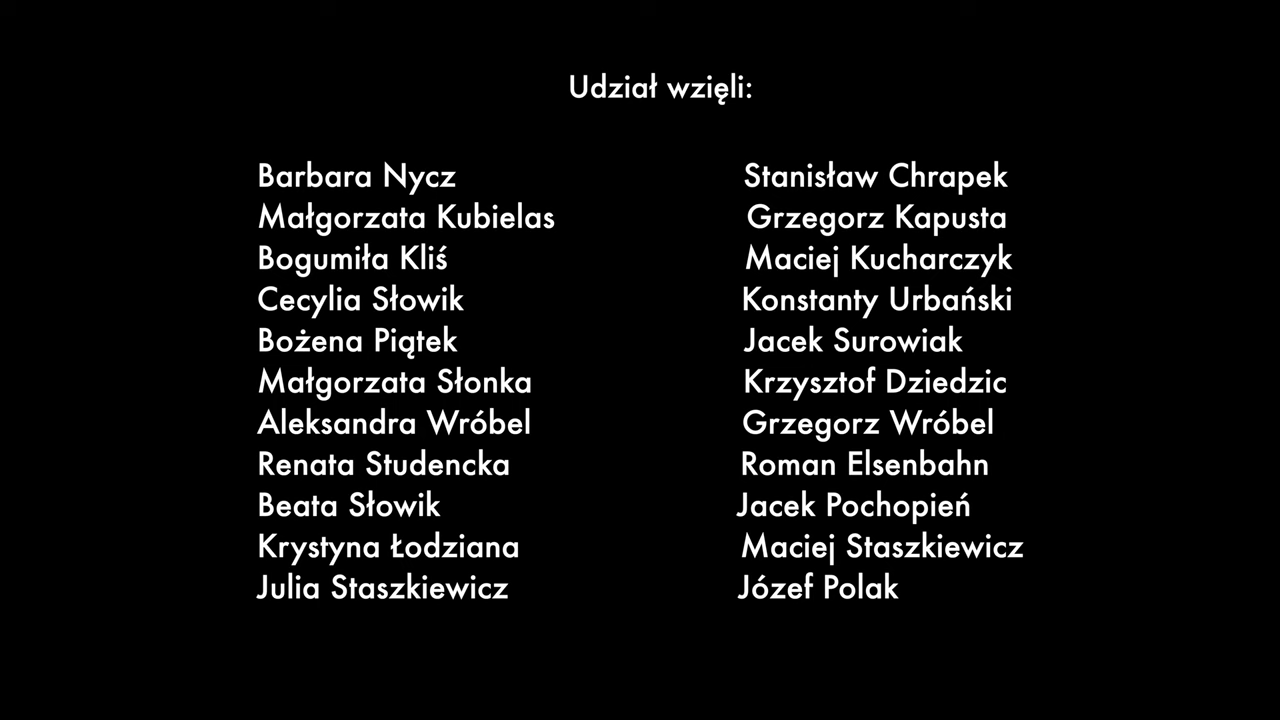 Udział wzięli:
Barbara Nycz
Małgorzata Kubielas
Bogumiła Kliś
Cecylia Słowik
Bożena Piątek
Małgorzata Słonka
Aleksandra Wróbel
Renata Studencka
Beata Słowik
Krystyna Łodziana
Julia Staszkiewicz
Stanisław Chrapek
Grzegorz Kapusta
Maciej Kucharczyk
Konstanty Urbański
Jacek Surowiak
Krzysztof Dziedzic
Grzegorz Wróbel
Roman Elsenbahn
Jacek Pochopień
Maciej Staszkiewicz
Józef Polak